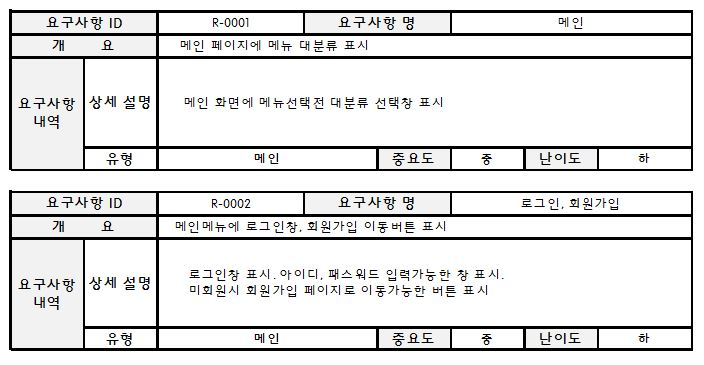 요구사항 ID R-0001 요구사항 명 메인
개 요 메인 페이지에 메뉴 대분류 표시
요구사항 내역 상세 설명 메인 화면에 메뉴선택전 대분류 선택창 표시
유형 메인 중요도 중 난이도 하
요구사항 ID R-0002 요구사항 명 로그인, 회원가입
개 요 메인메뉴에 로그인창, 회원가입 이동버튼 표시
요구사항 내역 상세 설명 로그인창 표시. 아이디, 패스워드 입력가능한 창 표시.
미회원시 회원가입 페이지로 이동가능한 버튼 표시
유형 메인 중요도 중 난이도 하